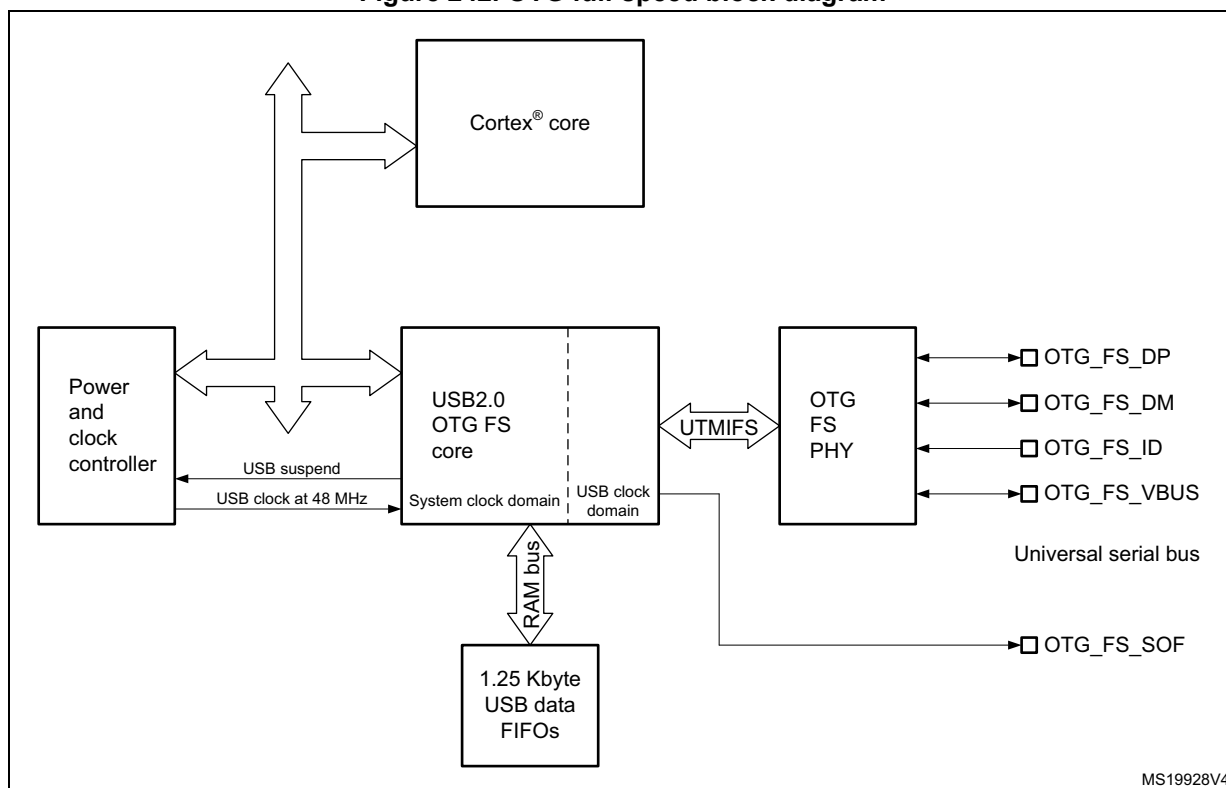 Figure 242. OTG full-speed block diagram
Cortex® core
Power
and
clock
controller
USB2.0
OTG FS
core
UTMIFS
OTG
FS
PHY
OTG_FS_DP
OTG_FS_DM
OTG_FS_ID
OTG_FS_VBUS
USB suspend
USB clock at 48 MHz
System clock domain
USB clock
domain
Universal serial bus
RAM bus
OTG_FS_SOF
1.25 Kbyte
USB data
FIFOs
MS19928V4